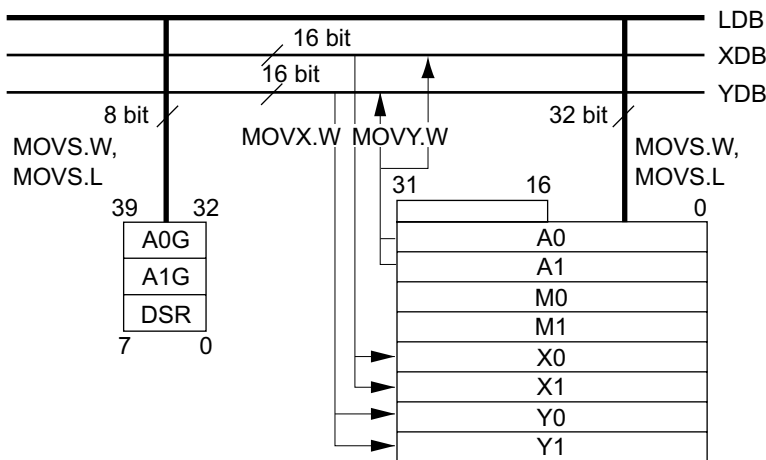 LDB
16 bit
XDB
16 bit
YDB
8 bit
32 bit
MOVX.W MOVY.W
MOVS.W,
MOVS.L
MOVS.W,
MOVS.L
31 16
39 32
0
A0G
A0
A1G
A1
DSR
M0
7 0
M1
X0
X1
Y0
Y1